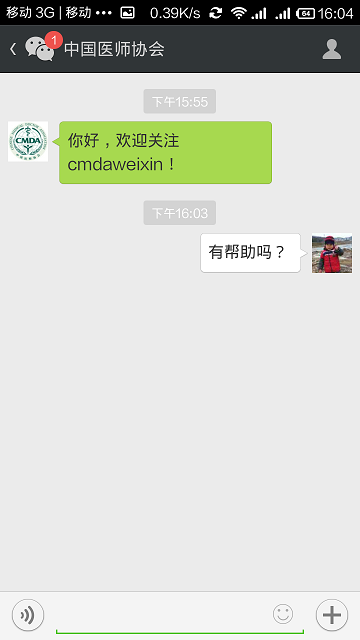 移动 3G | 移动 ••• 0.39K/s 64 16:04
1
中国医师协会
下午15:55
CMDA
你好，欢迎关注
cmdaweixin！
下午16:03
有帮助吗？